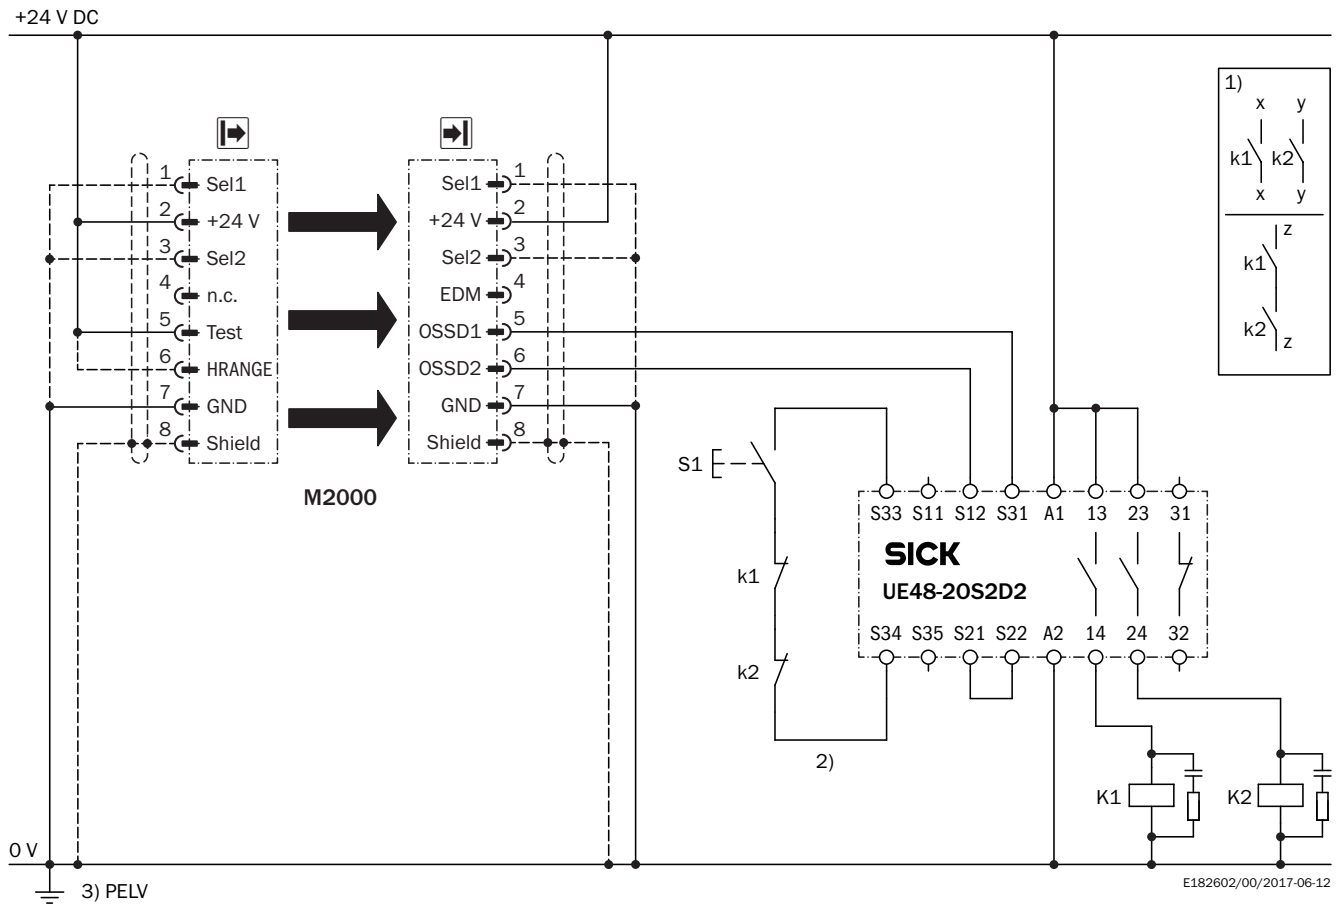 +24 V DC
1)
x y
k1 k2
x y
z
k1
k2
z
1 Sel1
2 +24 V
3 Sel2
4 n.c.
5 Test
6 HRANGE
7 GND
8 Shield
Sel1 1
+24 V 2
Sel2 3
EDM 4
OSSD1 5
OSSD2 6
GND 7
Shield 8
M2000
S1
k1
k2
2)
S33 S11 S12 S31 A1 13 23 31
SICK
UE48-2OS2D2
S34 S35 S21 S22 A2 14 24 32
K1
K2
0 V
3) PELV
E182602/00/2017-06-12